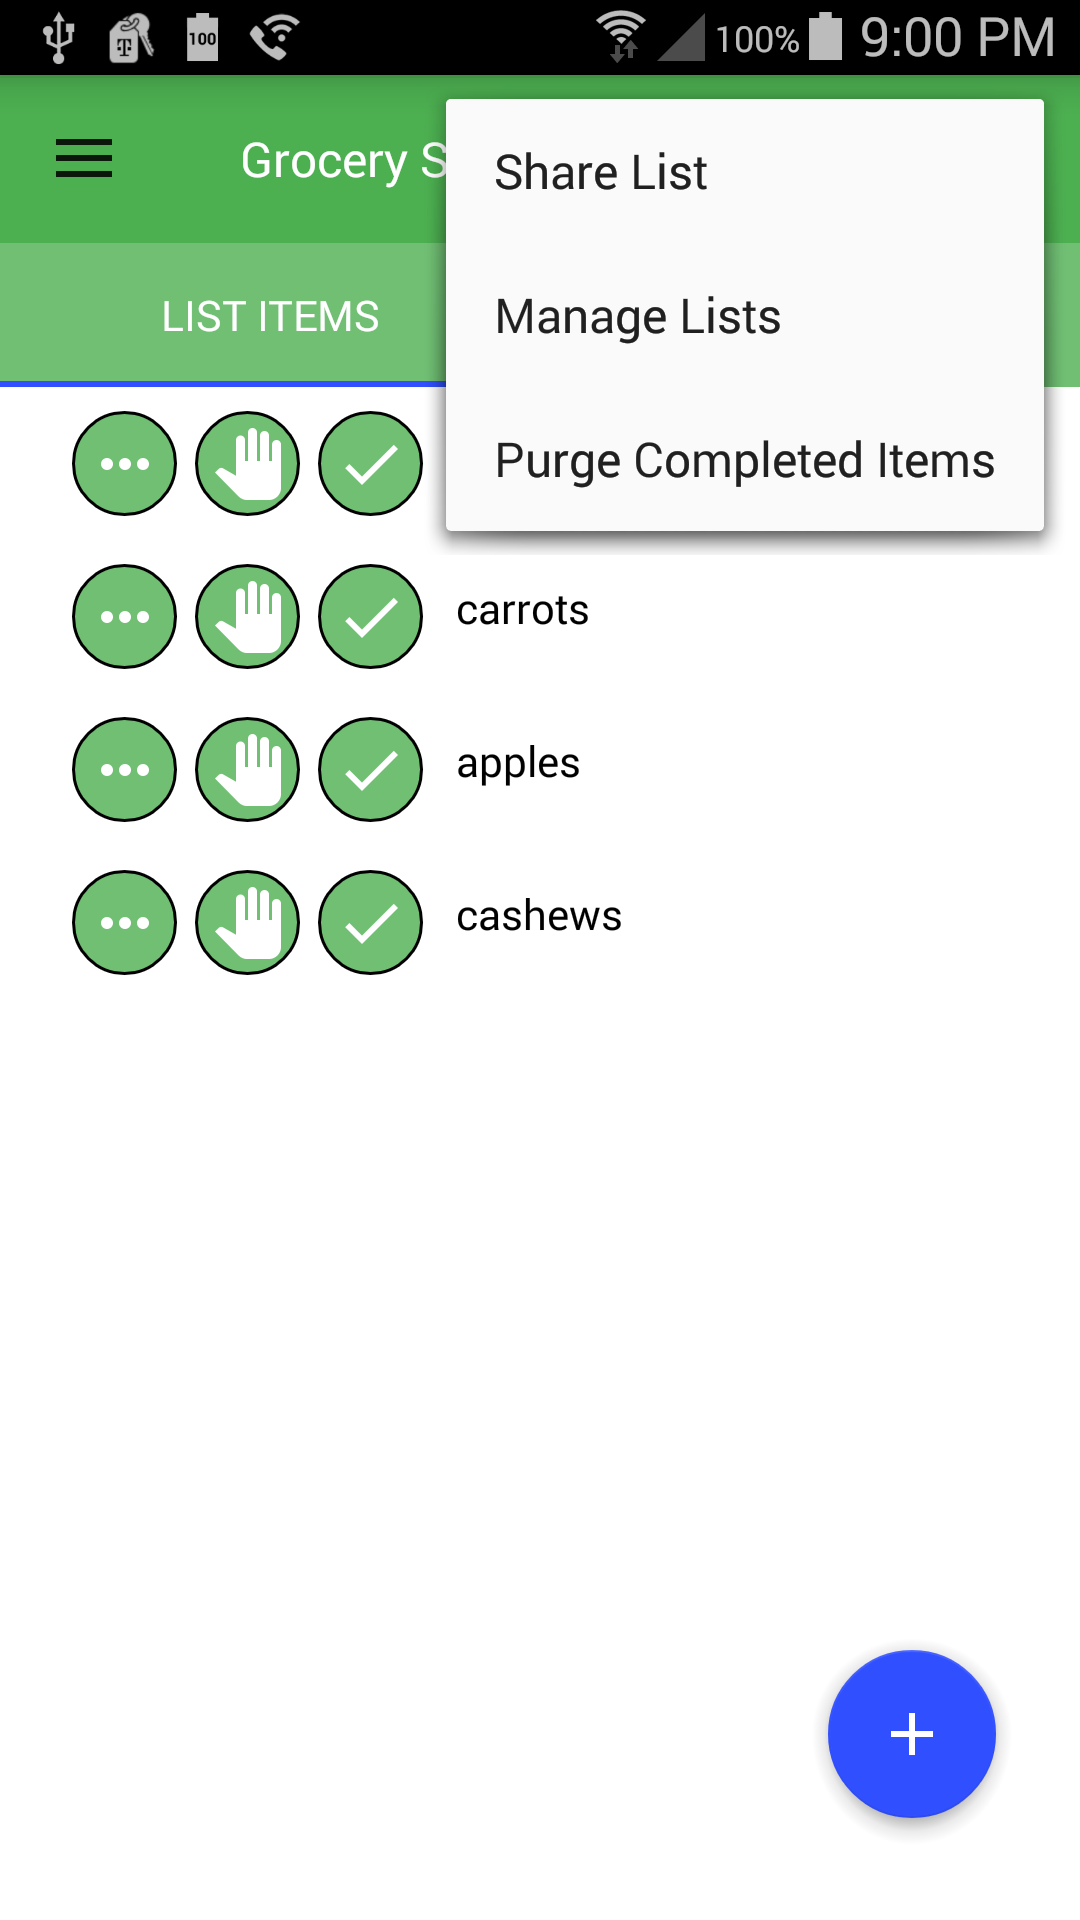 100 100% 9:00 PM
Grocery S
Share List
LIST ITEMS
Manage Lists
Purge Completed Items
carrots
apples
cashews